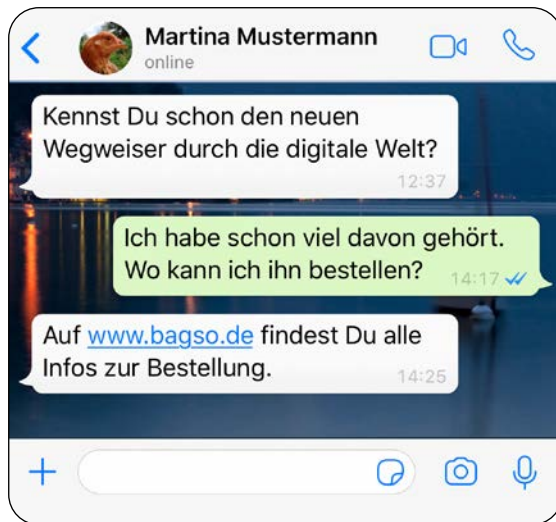 Martina Mustermann
online
Kennst Du schon den neuen
Wegweiser durch die digitale Welt?
12:37
Ich habe schon viel davon gehört.
Wo kann ich ihn bestellen?
14:17
Auf www.bagso.de findest Du alle
Infos zur Bestellung.
14:25